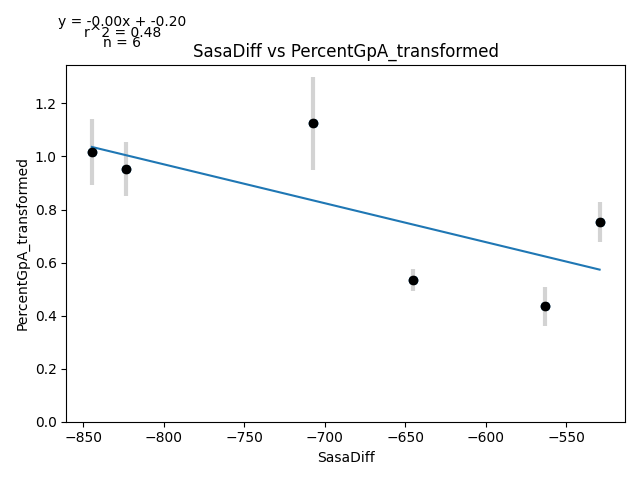 y = -0.00x + -0.20
r^2 = 0.48
n = 6
SasaDiff vs PercentGpA_transformed
PercentGpA_transformed
1.2
1.0
0.8
0.6
0.4
0.2
0.0
−850
−800
−750
−700
−650
−600
−550
SasaDiff